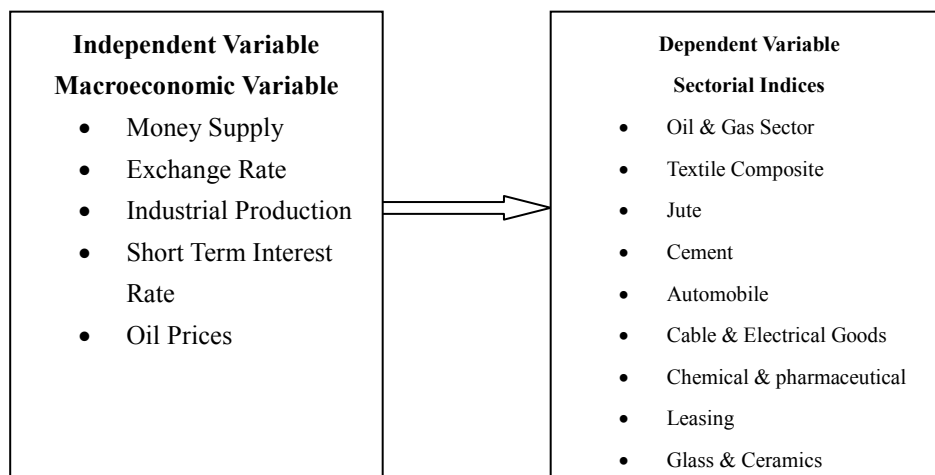 Independent Variable
Macroeconomic Variable
• Money Supply
• Exchange Rate
• Industrial Production
• Short Term Interest
Rate
• Oil Prices
Dependent Variable
Sectorial Indices
• Oil & Gas Sector
• Textile Composite
• Jute
• Cement
• Automobile
• Cable & Electrical Goods
• Chemical & pharmaceutical
• Leasing
• Glass & Ceramics